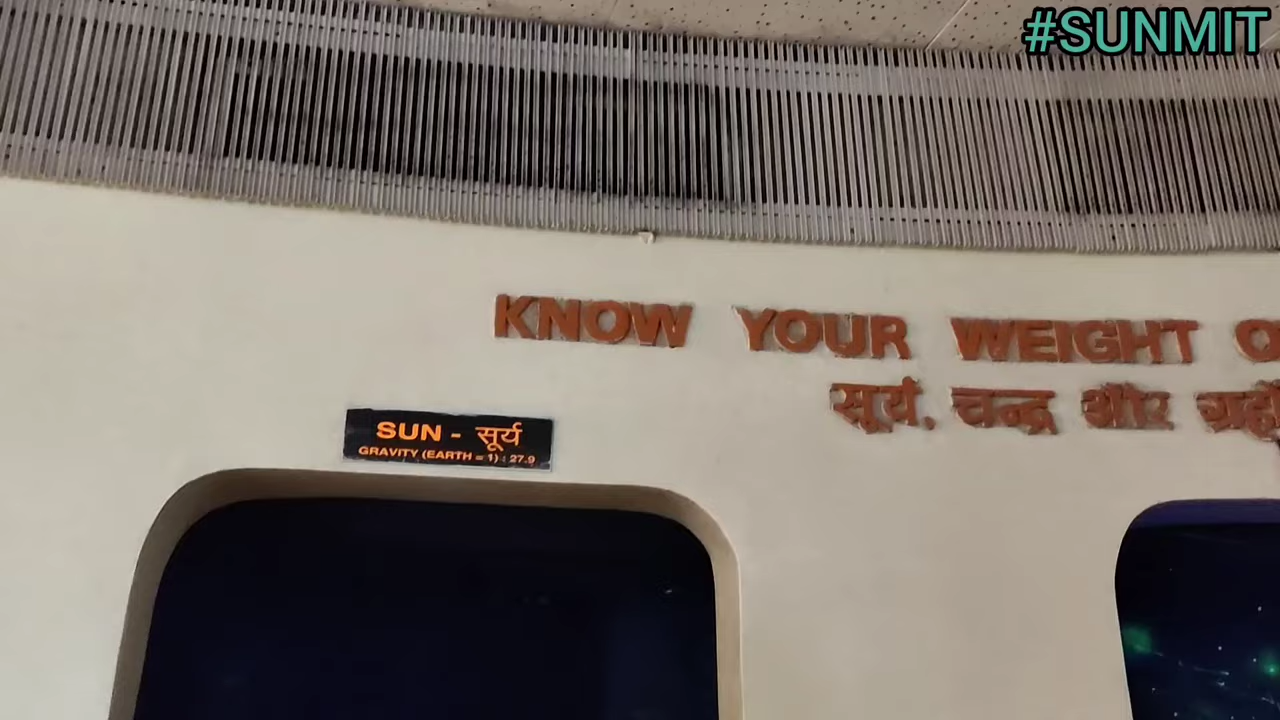 #SUNMIT
KNOW YOUR WEIGHT
सूर्य, चन्द्र और
SUN - सूर्य
GRAVITY (EARTH = 1) : 27.9